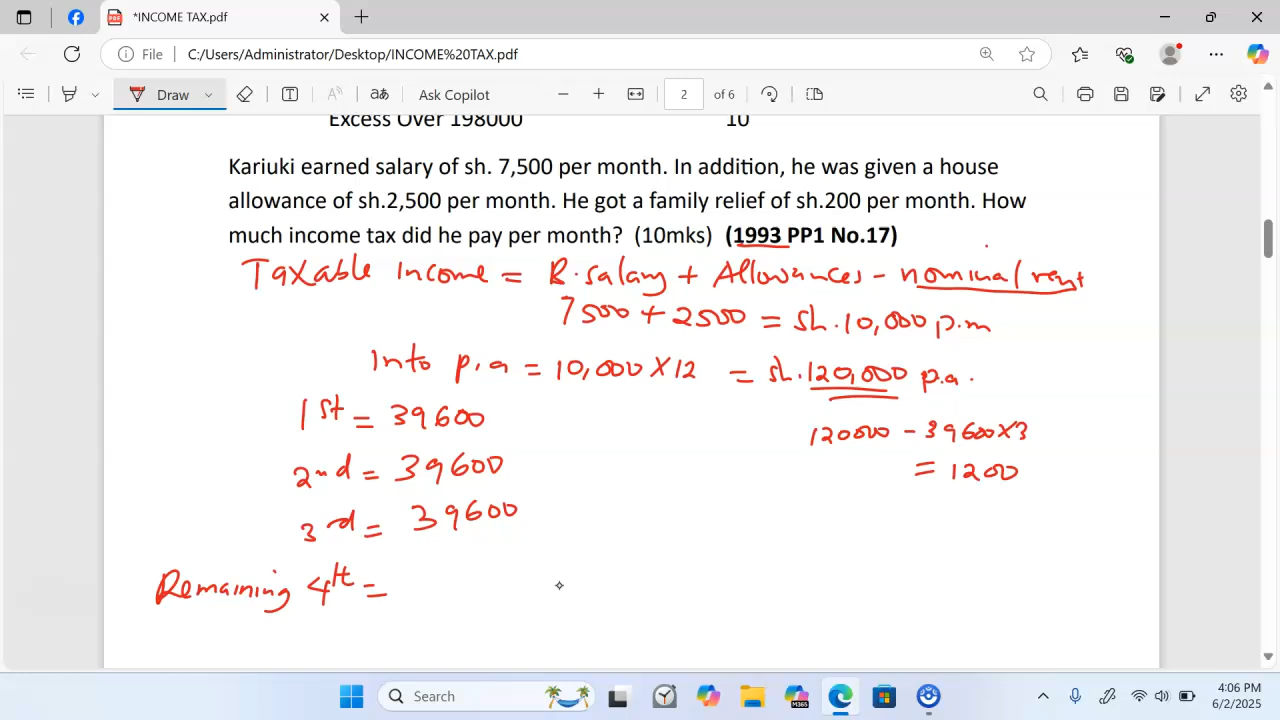 *INCOME TAX.pdf
File C:/Users/Administrator/Desktop/INCOME%20TAX.pdf
Draw aあ Ask Copilot 2 of 6
Excess Over 198000 10
Kariuki earned salary of sh. 7,500 per month. In addition, he was given a house
allowance of sh.2,500 per month. He got a family relief of sh.200 per month. How
much income tax did he pay per month? (10mks) (1993 PP1 No.17)
Taxable Income = B.salary + Allowances - nominal rent
7500 + 2500 = sh.10,000 p.m
Into p.a = 10,000 X 12 = sh.120,000 p.a.
1st = 39600
120000 - 39600X3
2nd = 39600
= 1200
3rd = 39600
Remaining 4th =
Search
M365
4:06 PM
6/2/2025